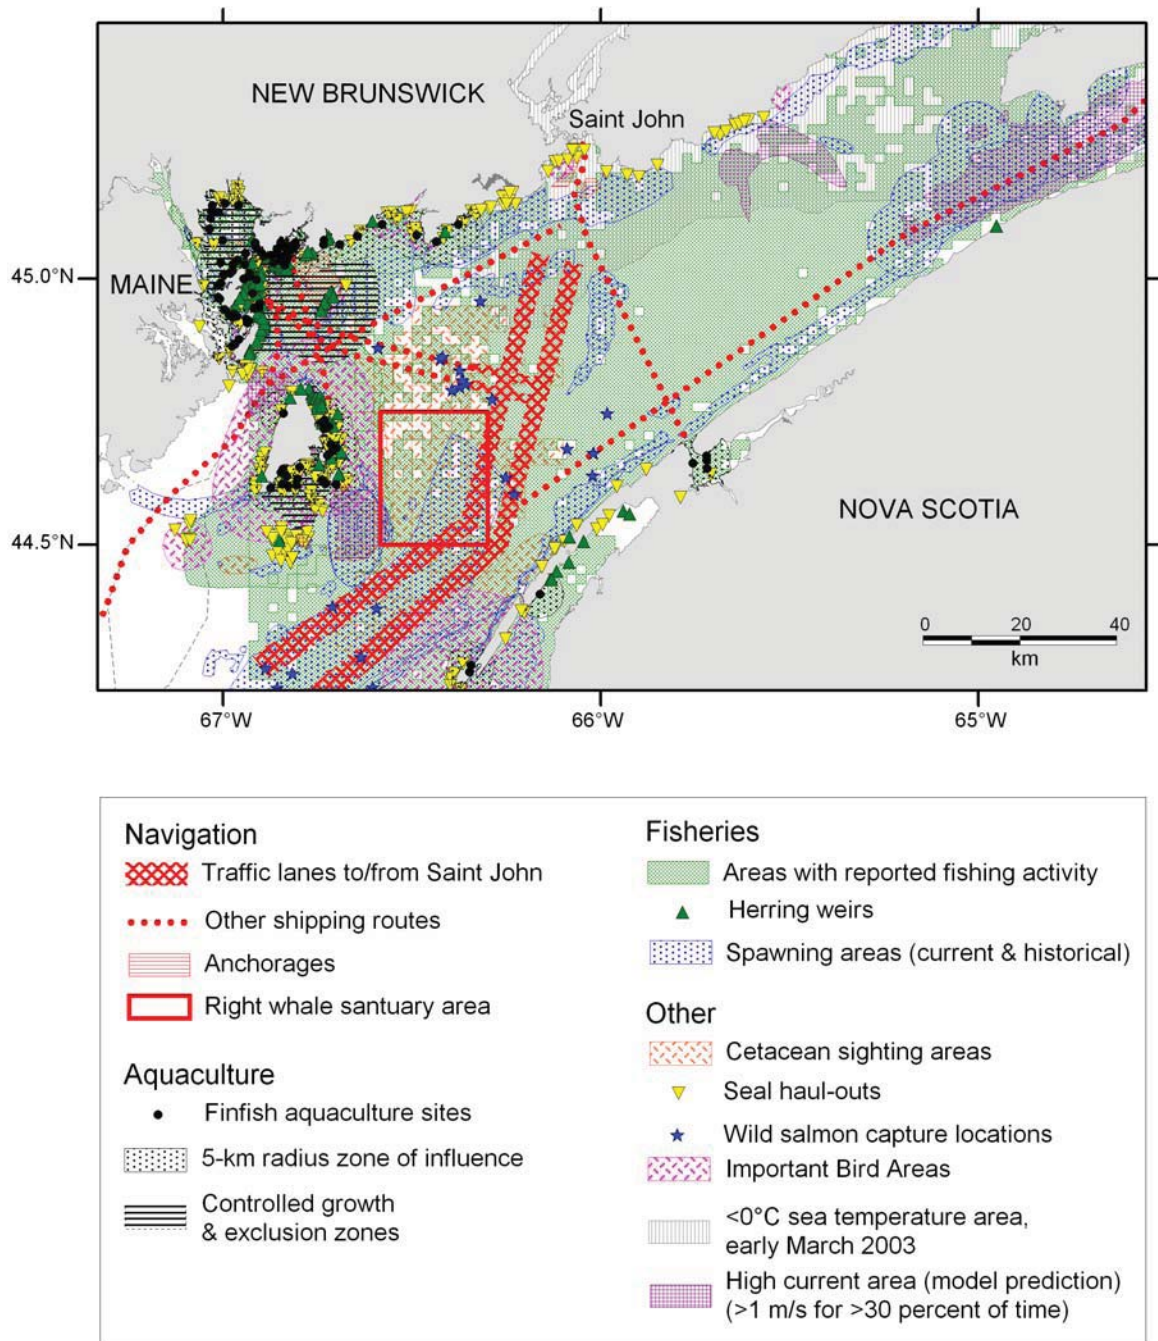 NEW BRUNSWICK
Saint John
45.0°N
MAINE
NOVA SCOTIA
44.5°N
0 20 40
km
67°W 66°W 65°W
Navigation
Traffic lanes to/from Saint John
Other shipping routes
Anchorages
Right whale santuary area
Aquaculture
Finfish aquaculture sites
5-km radius zone of influence
Controlled growth
& exclusion zones
Fisheries
Areas with reported fishing activity
Herring weirs
Spawning areas (current & historical)
Other
Cetacean sighting areas
Seal haul-outs
Wild salmon capture locations
Important Bird Areas
<0°C sea temperature area,
early March 2003
High current area (model prediction)
(>1 m/s for >30 percent of time)